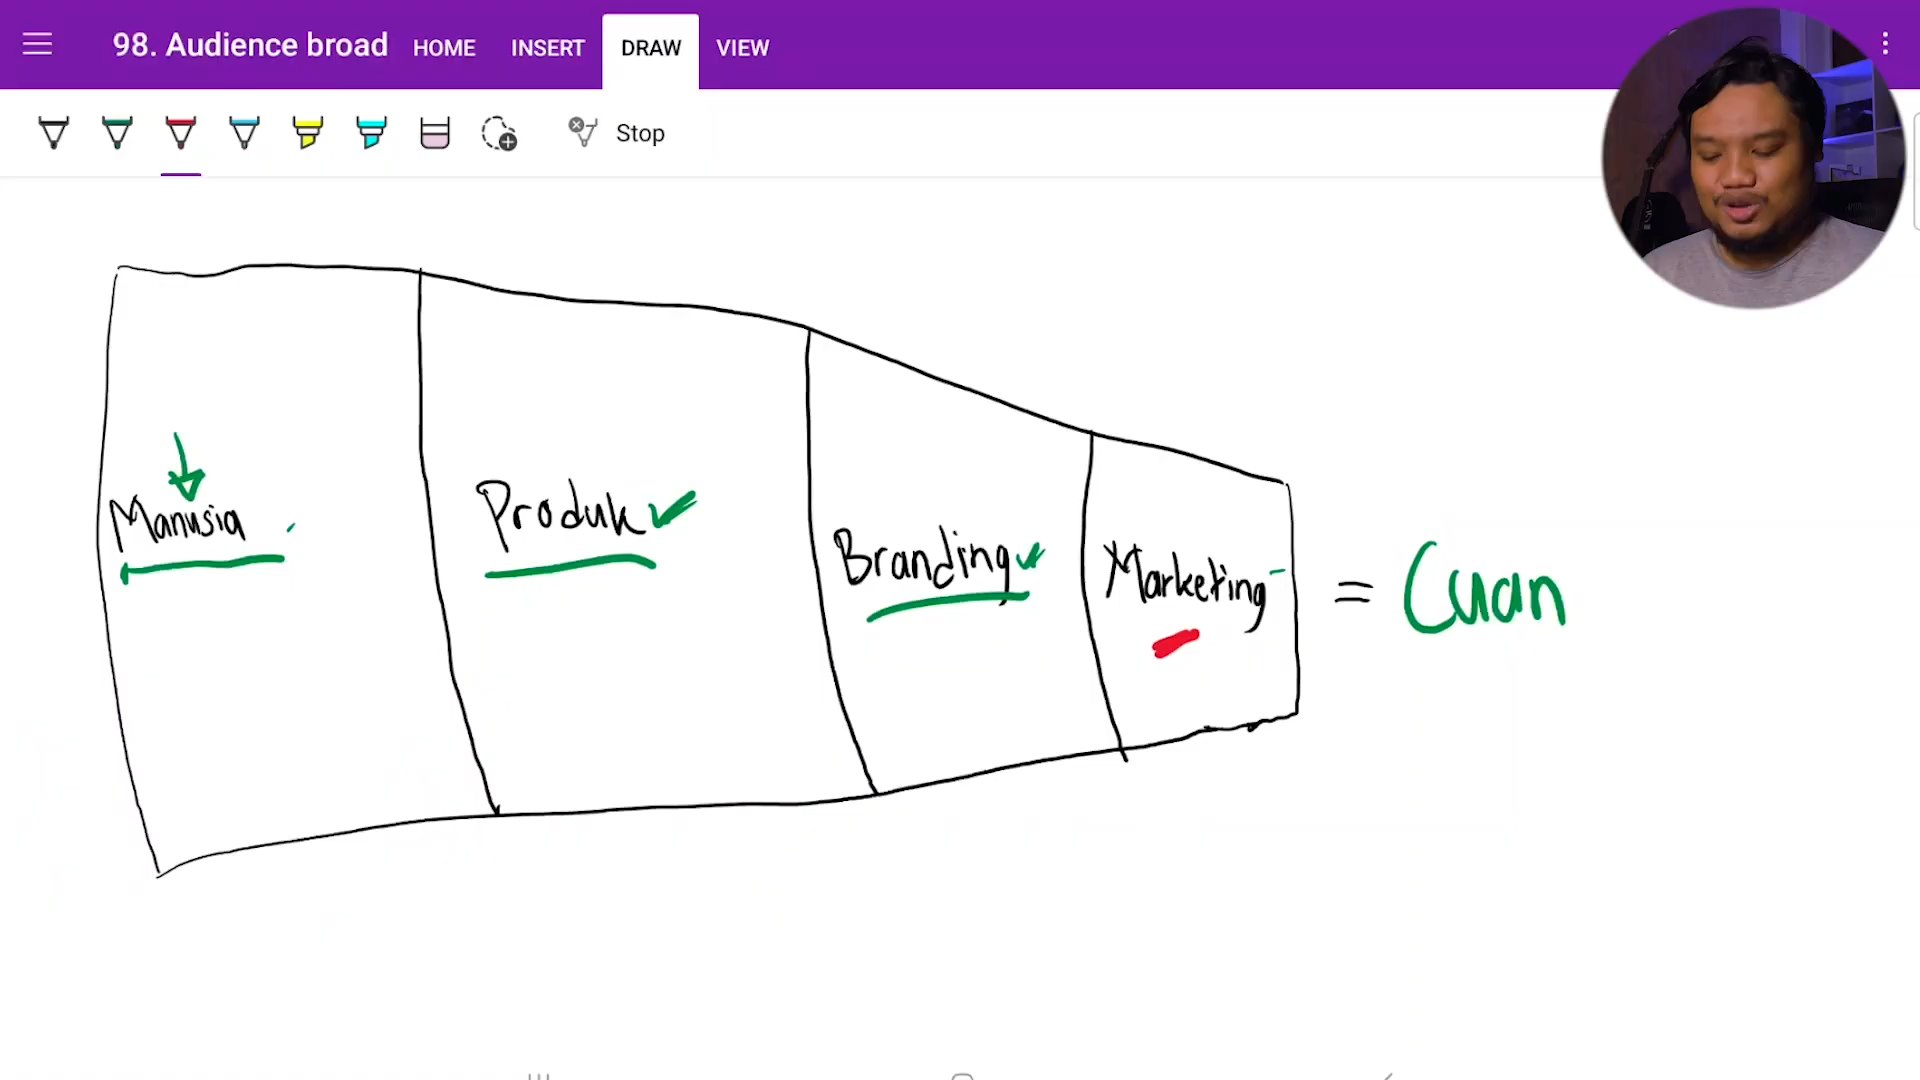 98. Audience broad
HOME
INSERT
DRAW
VIEW
Stop
Manusia
Produk
Branding
Marketing
= Cuan